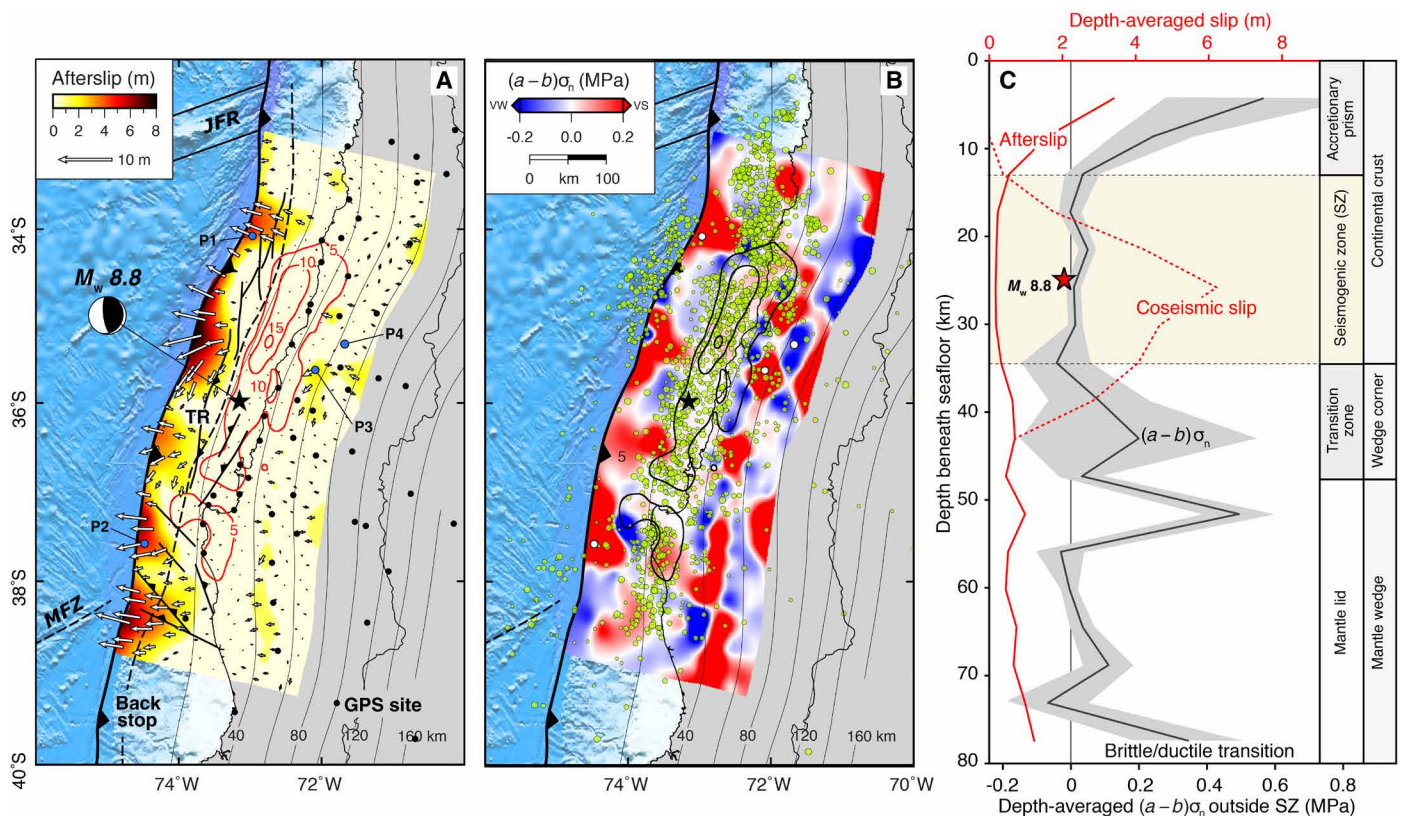 Afterslip (m)
0 2 4 6 8
10 m
A
JFR
34°S
P1
5
10
Mw 8.8
15
P4
10
36°S
TR
P3
P2
5
38°S
MFZ
Back
stop
GPS site
40 80 120 160 km
40°S
74°W 72°W
(a – b)σn (MPa)
VW VS
-0.2 0.0 0.2
0 km 100
B
5
40 80 120 160 km
74°W 72°W 70°W
Depth-averaged slip (m)
0 2 4 6 8
C
Depth beneath seafloor (km)
0
10
20
30
40
50
60
70
80
Afterslip
Mw 8.8
Coseismic slip
(a – b)σn
Brittle/ductile transition
Accretionary
prism
Seismogenic zone (SZ)
Transition
zone
Mantle lid
Continental crust
Wedge corner
Mantle wedge
-0.2 0 0.2 0.4 0.6 0.8
Depth-averaged (a – b)σn outside SZ (MPa)